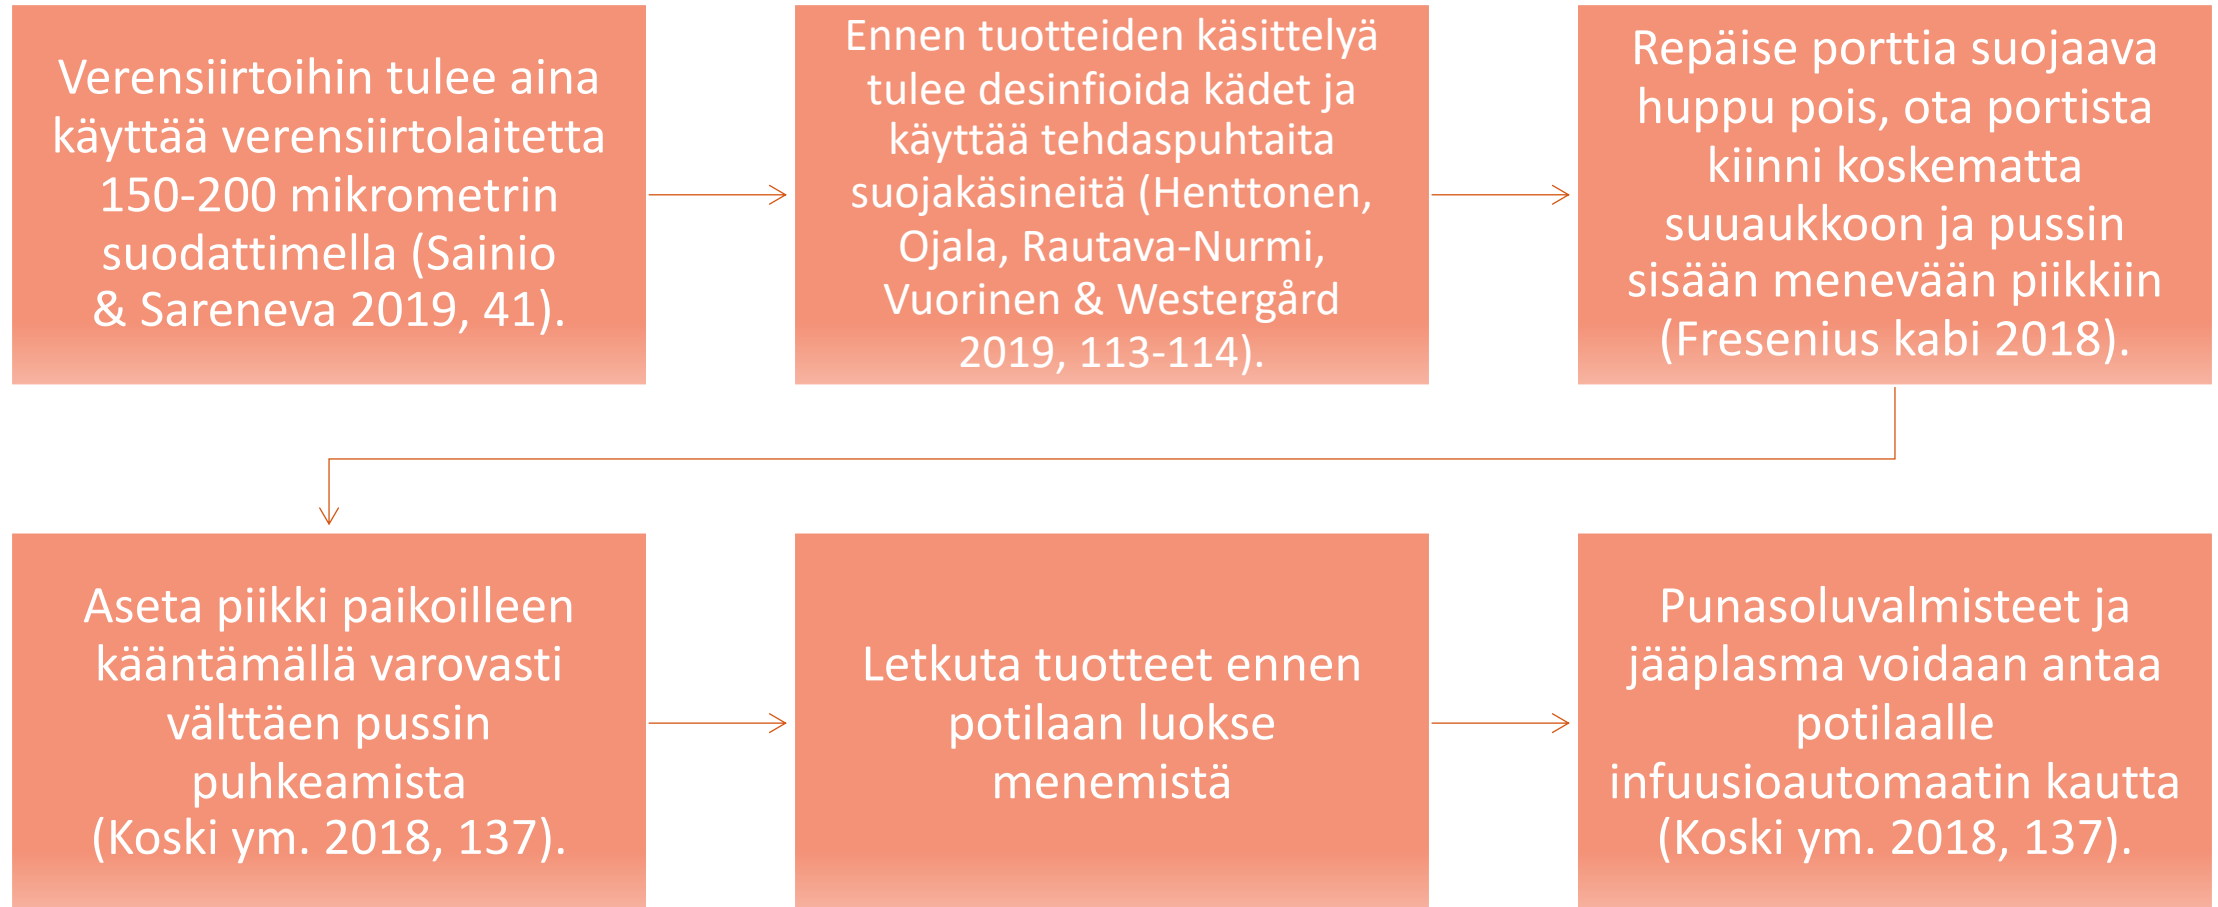 Verensiirtoihin tulee aina
käyttää verensiirtolaitetta
150-200 mikrometrin
suodattimella (Sainio
& Sareneva 2019, 41).
Ennen tuotteiden käsittelyä
tulee desinfioida kädet ja
käyttää tehdaspuhtaita
suojakäsineitä (Henttonen,
Ojala, Rautava-Nurmi,
Vuorinen & Westergård
2019, 113-114).
Repäise porttia suojaava
huppu pois, ota portista
kiinni koskematta
suuaukkoon ja pussin
sisään menevään piikkiin
(Fresenius kabi 2018).
Aseta piikki paikoilleen
kääntämällä varovasti
välttäen pussin
puhkeamista
(Koski ym. 2018, 137).
Letkuta tuotteet ennen
potilaan luokse
menemistä
Punasoluvalmisteet ja
jääplasma voidaan antaa
potilaalle
infuusioautomaatin kautta
(Koski ym. 2018, 137).